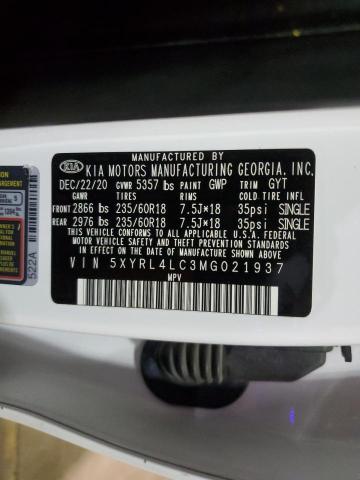 MANUFACTURED BY
KIA KIA MOTORS MANUFACTURING GEORGIA, INC.
DEC/22/20 GVWR 5357 lbs PAINT GWP TRIM GYT
GAWR TIRES RIMS COLD TIRE INFL
FRONT 2866 lbs 235/60R18 7.5J×18 35psi SINGLE
REAR 2976 lbs 235/60R18 7.5J×18 35psi SINGLE
THIS VEHICLE CONFORMS TO ALL APPLICABLE U.S.A. FEDERAL
MOTOR VEHICLE SAFETY, BUMPER, AND THEFT PREVENTION
STANDARDS IN EFFECT ON THE DATE OF MANUFACTURE SHOWN ABOVE.
VIN 5XYRL4LC3MG021937
MPV
522A